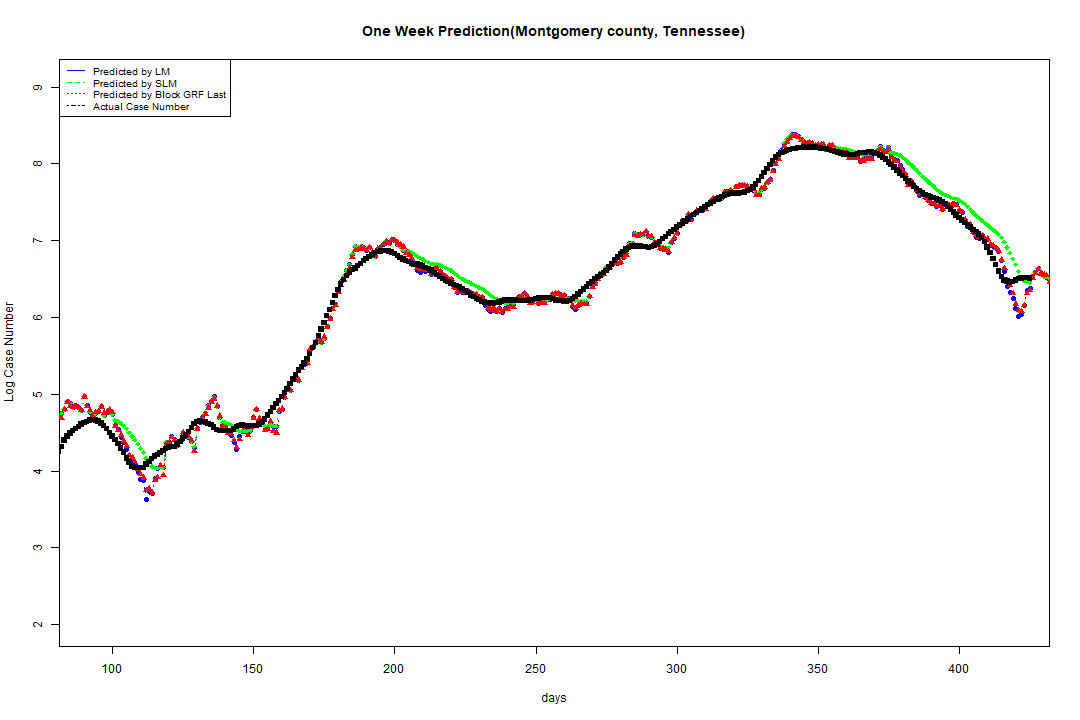 One Week Prediction(Montgomery county, Tennessee)
Predicted by LM
Predicted by SLM
Predicted by Block GRF Last
Actual Case Number
Log Case Number
9
8
7
6
5
4
3
2
100 150 200 250 300 350 400
days